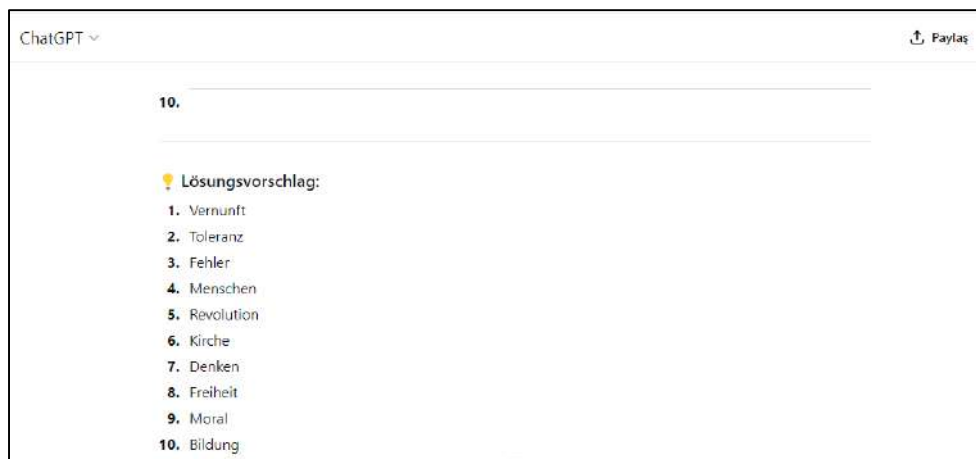 ChatGPT
Paylaş
10.
Lösungsvorschlag:
1. Vernunft
2. Toleranz
3. Fehler
4. Menschen
5. Revolution
6. Kirche
7. Denken
8. Freiheit
9. Moral
10. Bildung